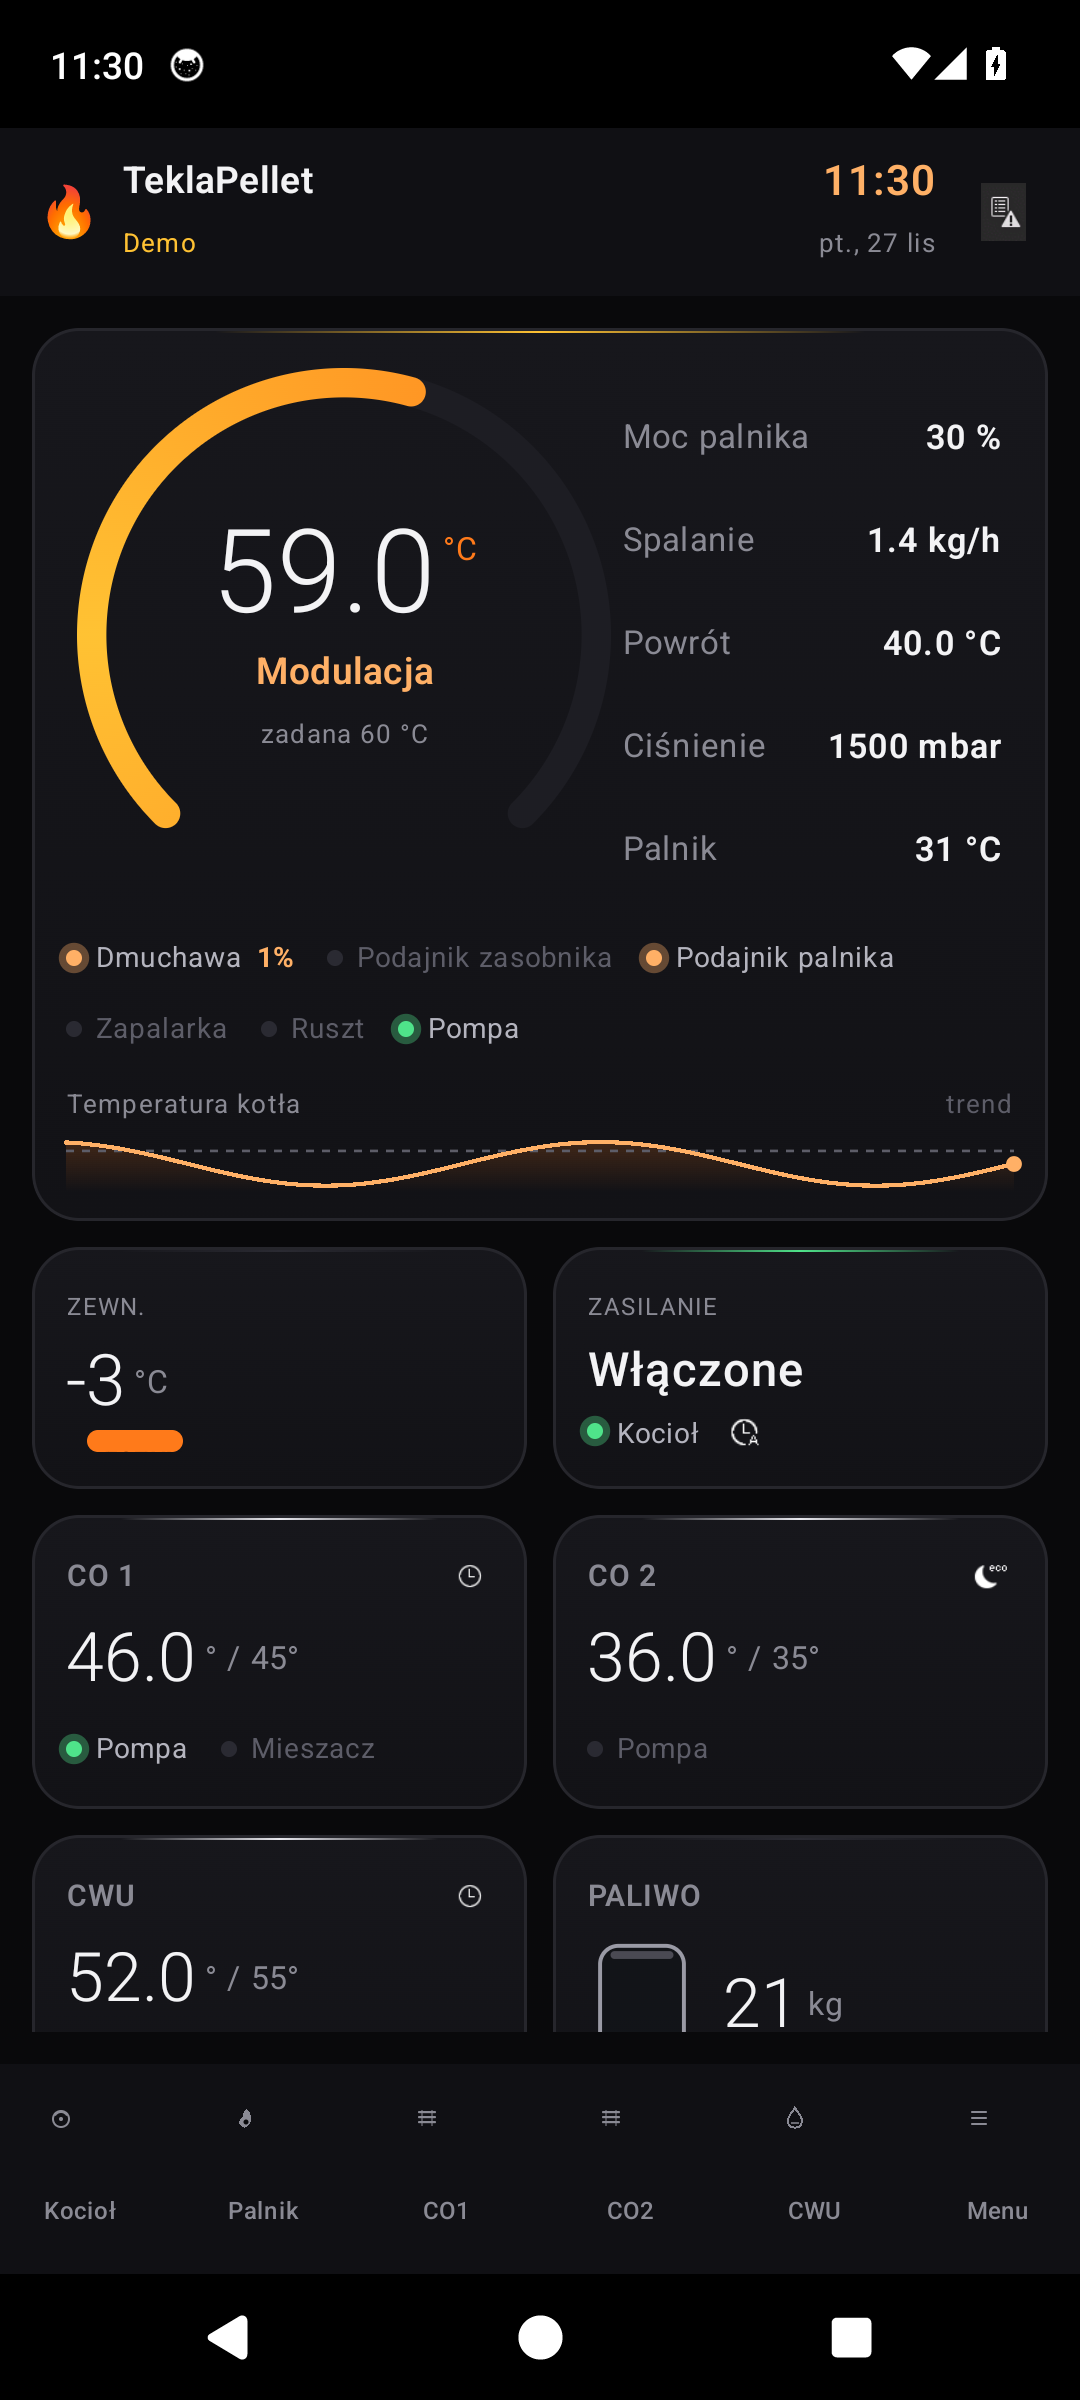 11:30
TeklaPellet
Demo
11:30
pt., 27 lis
59.0 °C
Modulacja
zadana 60 °C
Moc palnika 30 %
Spalanie 1.4 kg/h
Powrót 40.0 °C
Ciśnienie 1500 mbar
Palnik 31 °C
Dmuchawa 1% Podajnik zasobnika Podajnik palnika
Zapalarka Ruszt Pompa
Temperatura kotła trend
ZEWN.
-3 °C
ZASILANIE
Włączone
Kocioł A
CO 1
46.0 ° / 45°
Pompa Mieszacz
CO 2 eco
36.0 ° / 35°
Pompa
CWU
52.0 ° / 55°
PALIWO
21 kg
Kocioł Palnik CO1 CO2 CWU Menu